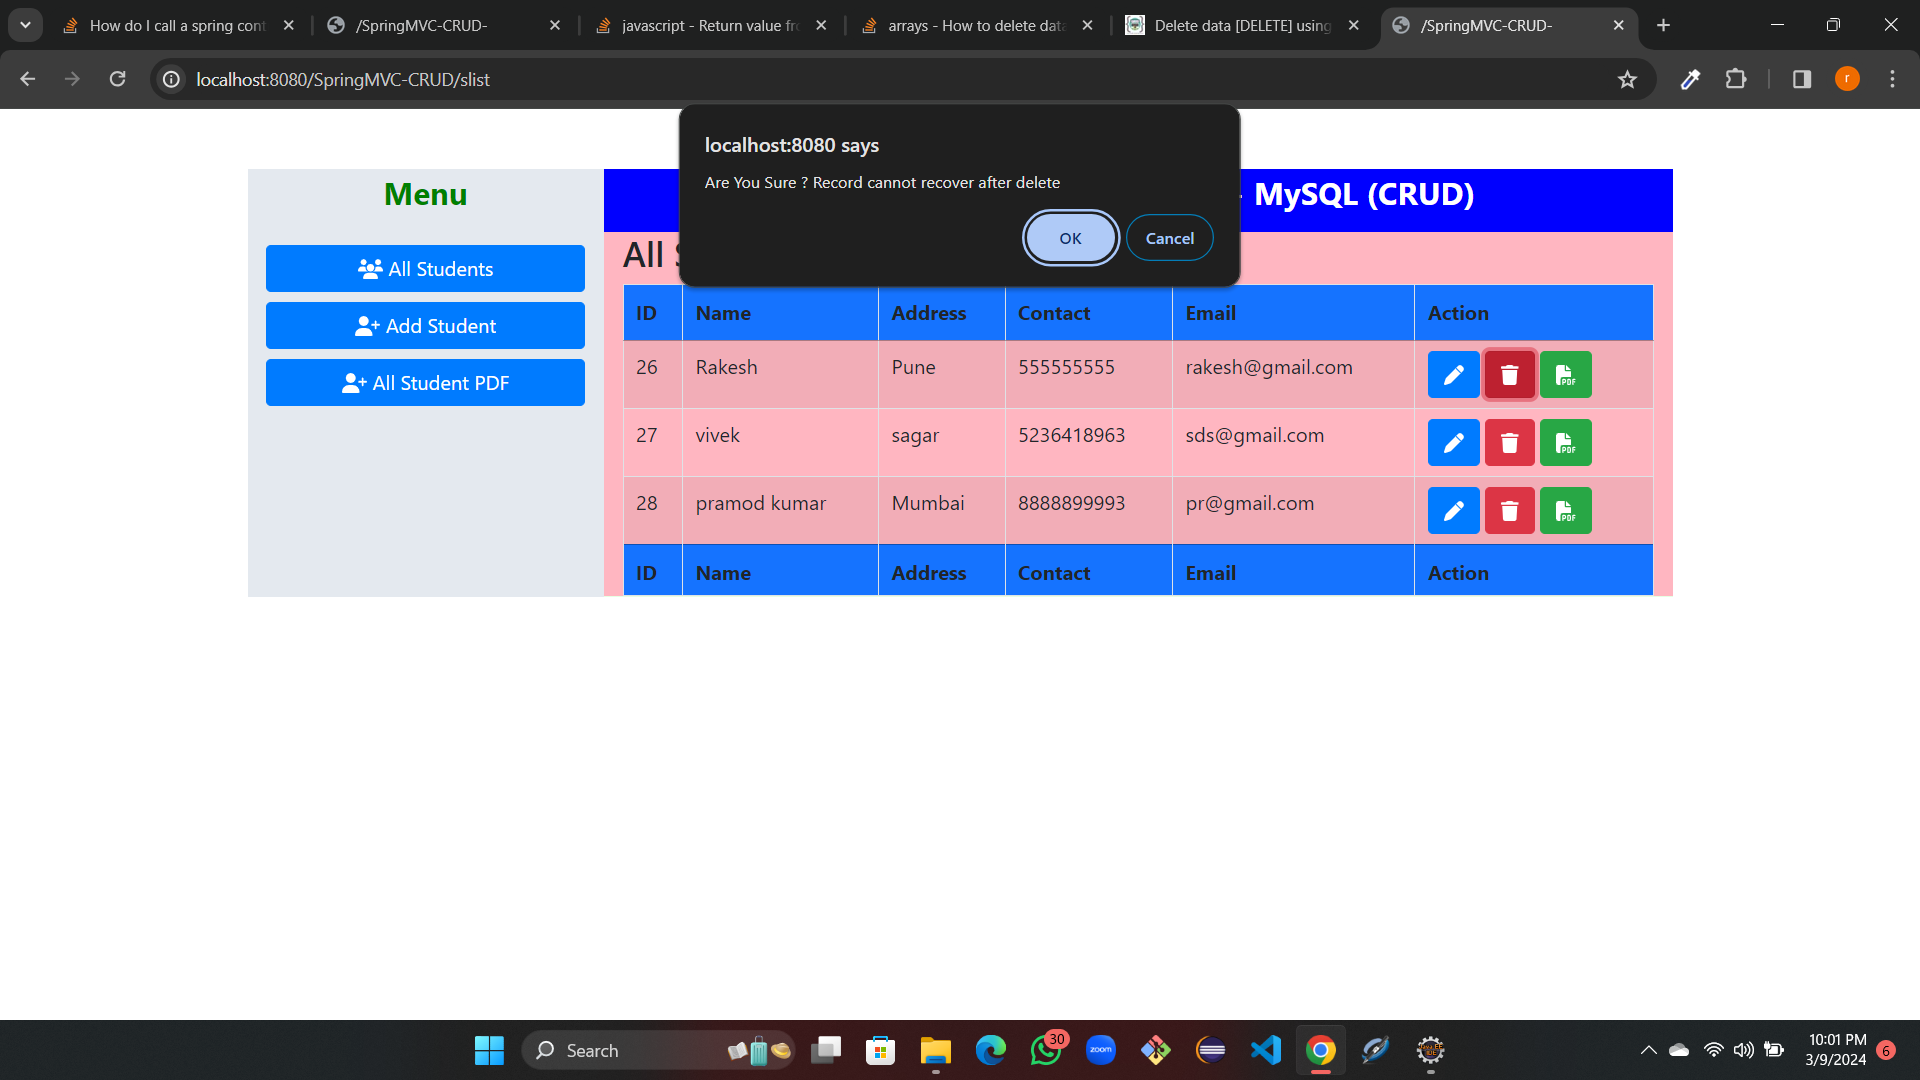 How do I call a spring cont
/SpringMVC-CRUD-
javascript - Return value fr
arrays - How to delete data
Delete data [DELETE] using
/SpringMVC-CRUD-
localhost:8080/SpringMVC-CRUD/slist
r
localhost:8080 says
Are You Sure ? Record cannot recover after delete
OK
Cancel
Menu
- MySQL (CRUD)
All Students
Add Student
All Student PDF
All
ID Name Address Contact Email Action
26 Rakesh Pune 555555555 rakesh@gmail.com PDF
27 vivek sagar 5236418963 sds@gmail.com PDF
28 pramod kumar Mumbai 8888899993 pr@gmail.com PDF
ID Name Address Contact Email Action
Search
30
zoom
10:01 PM
3/9/2024
6